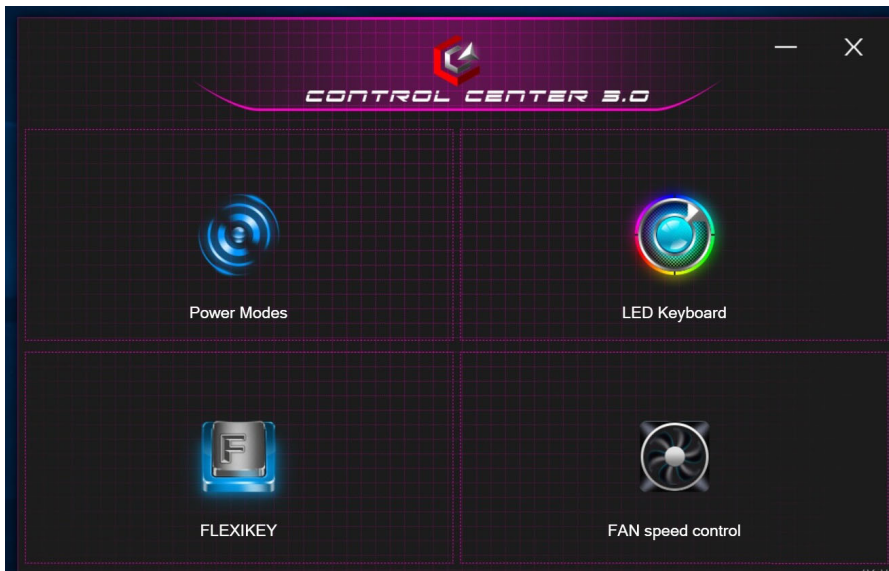 CONTROL CENTER 3.0
Power Modes
LED Keyboard
F
FLEXIKEY
FAN speed control